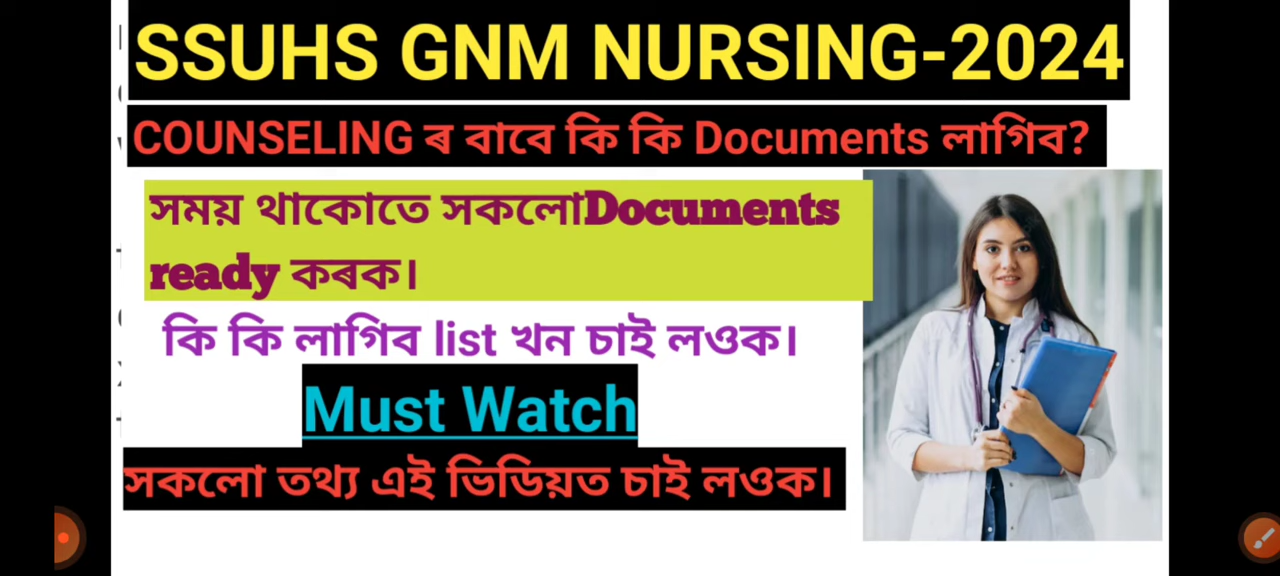 SSUHS GNM NURSING-2024
COUNSELING ৰ বাবে কি কি Documents লাগিব?
সময় থাকোতে সকলোDocuments
ready কৰক।
কি কি লাগিব list খন চাই লওক।
Must Watch
সকলো তথ্য এই ভিডিয়ত চাই লওক।